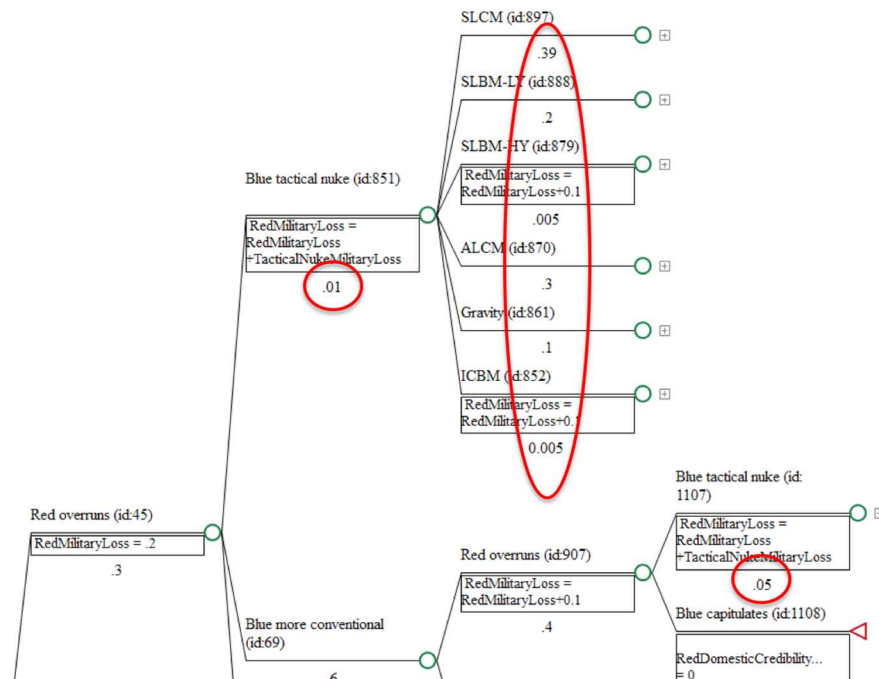 SLCM (id:897)
.39
SLBM-LY (id:888)
.2
SLBM-HY (id:879)
RedMilitaryLoss =
RedMilitaryLoss+0.1
.005
Blue tactical nuke (id:851)
RedMilitaryLoss =
RedMilitaryLoss
+TacticalNukeMilitaryLoss
.01
ALCM (id:870)
.3
Gravity (id:861)
.1
ICBM (id:852)
RedMilitaryLoss =
RedMilitaryLoss+0.1
0.005
Red overruns (id:45)
RedMilitaryLoss = .2
.3
Blue tactical nuke (id:
1107)
RedMilitaryLoss =
RedMilitaryLoss
+TacticalNukeMilitaryLoss
.05
Red overruns (id:907)
RedMilitaryLoss =
RedMilitaryLoss+0.1
.4
Blue more conventional
(id:69)
.6
Blue capitulates (id:1108)
RedDomesticCredibility...
= 0